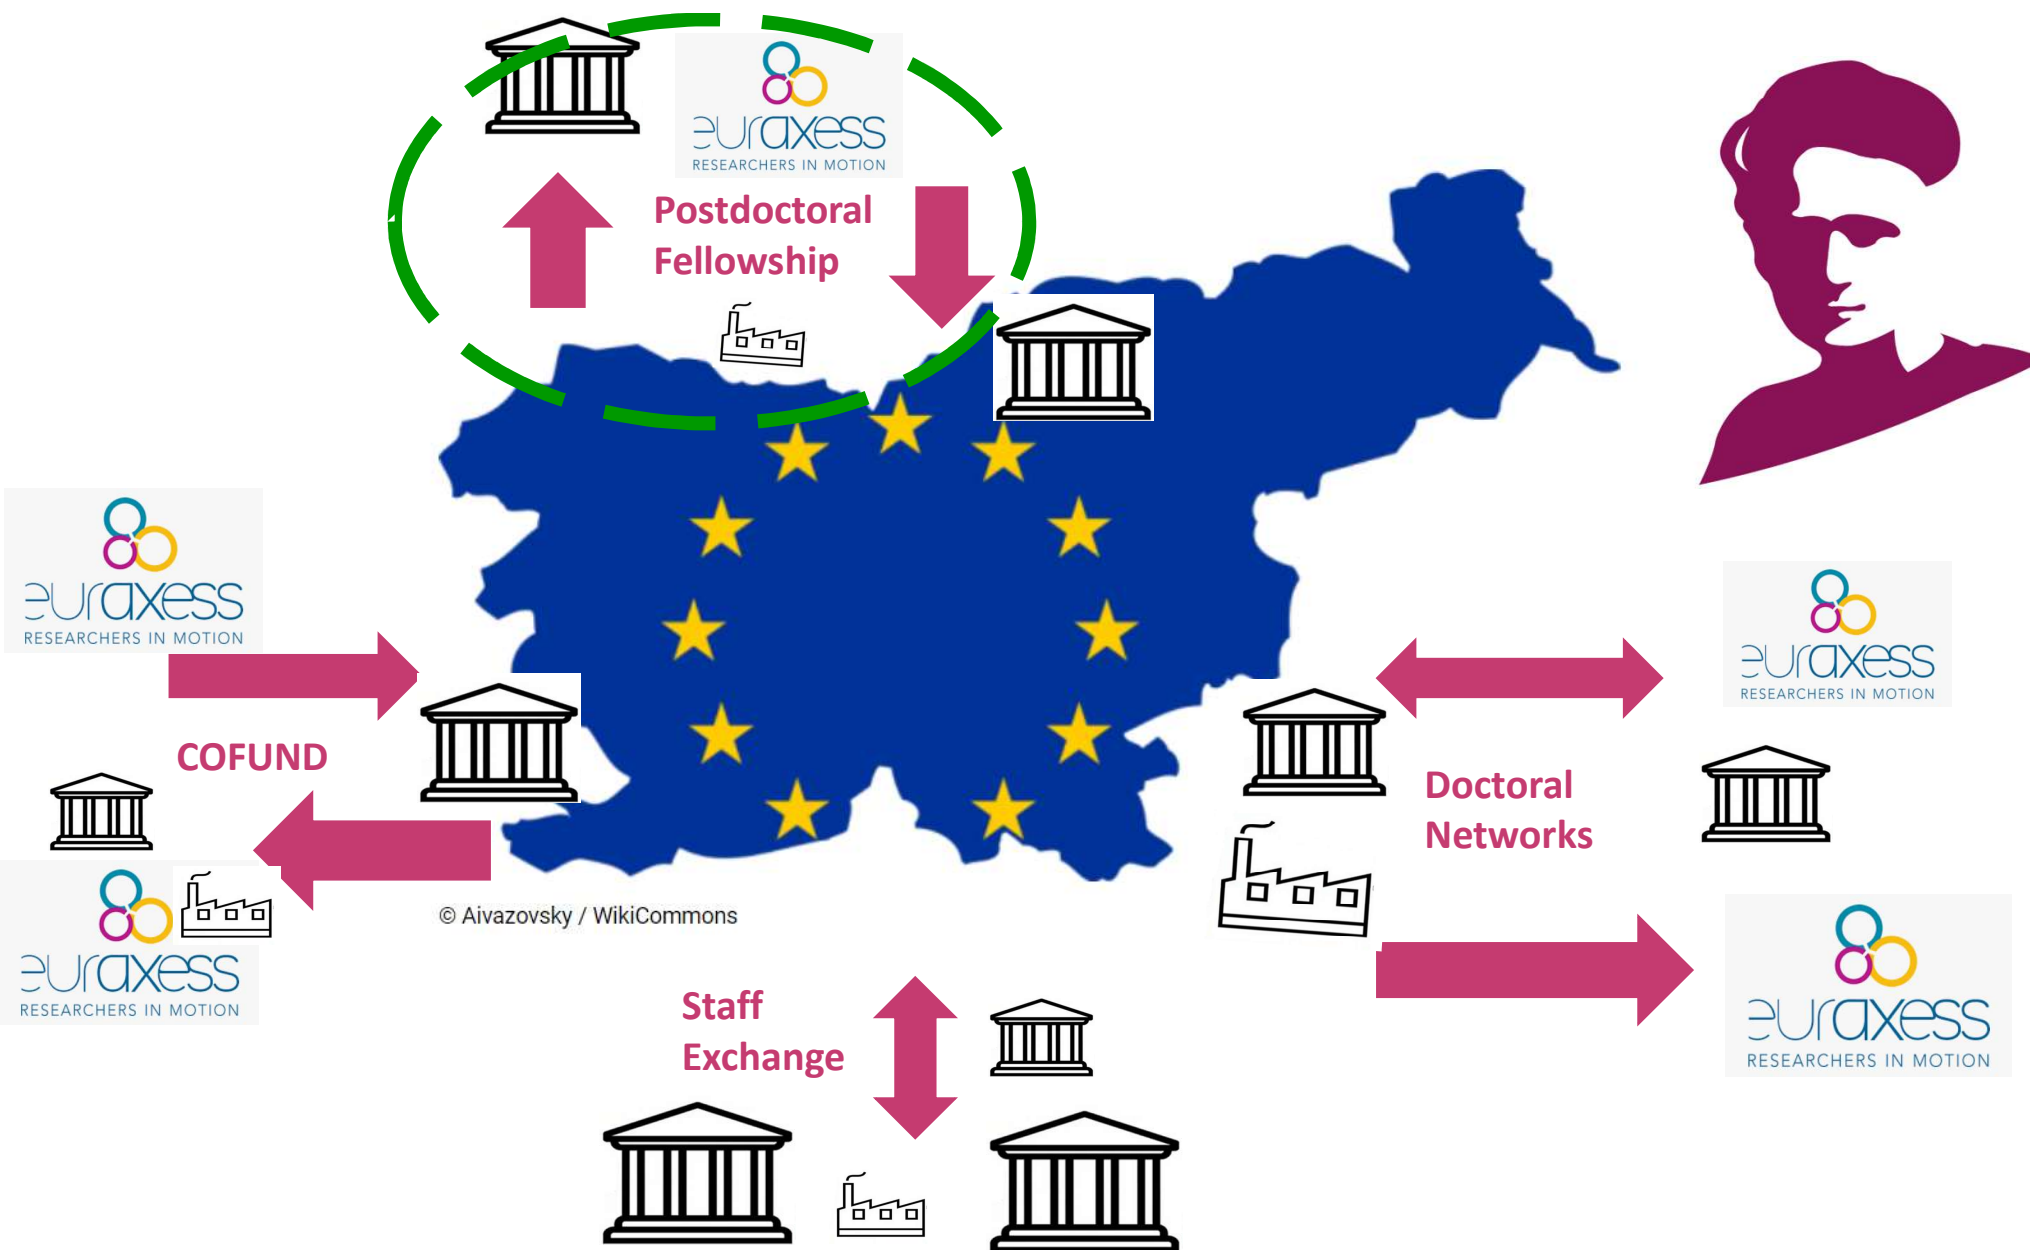 euraxess
RESEARCHERS IN MOTION
Postdoctoral
Fellowship
euraxess
RESEARCHERS IN MOTION
COFUND
euraxess
RESEARCHERS IN MOTION
© Aivazovsky / WikiCommons
euraxess
RESEARCHERS IN MOTION
Doctoral
Networks
euraxess
RESEARCHERS IN MOTION
Staff
Exchange